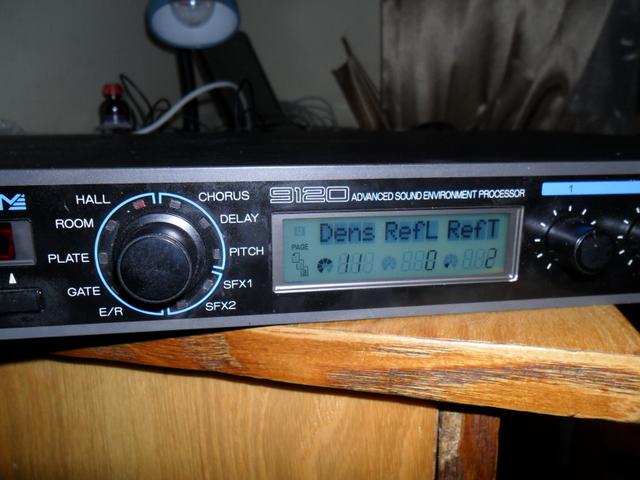 9120 ADVANCED SOUND ENVIRONMENT PROCESSOR
1
HALL
ROOM
PLATE
GATE
E/R
CHORUS
DELAY
PITCH
SFX1
SFX2
Dens RefL RefT
PAGE
11 0 2